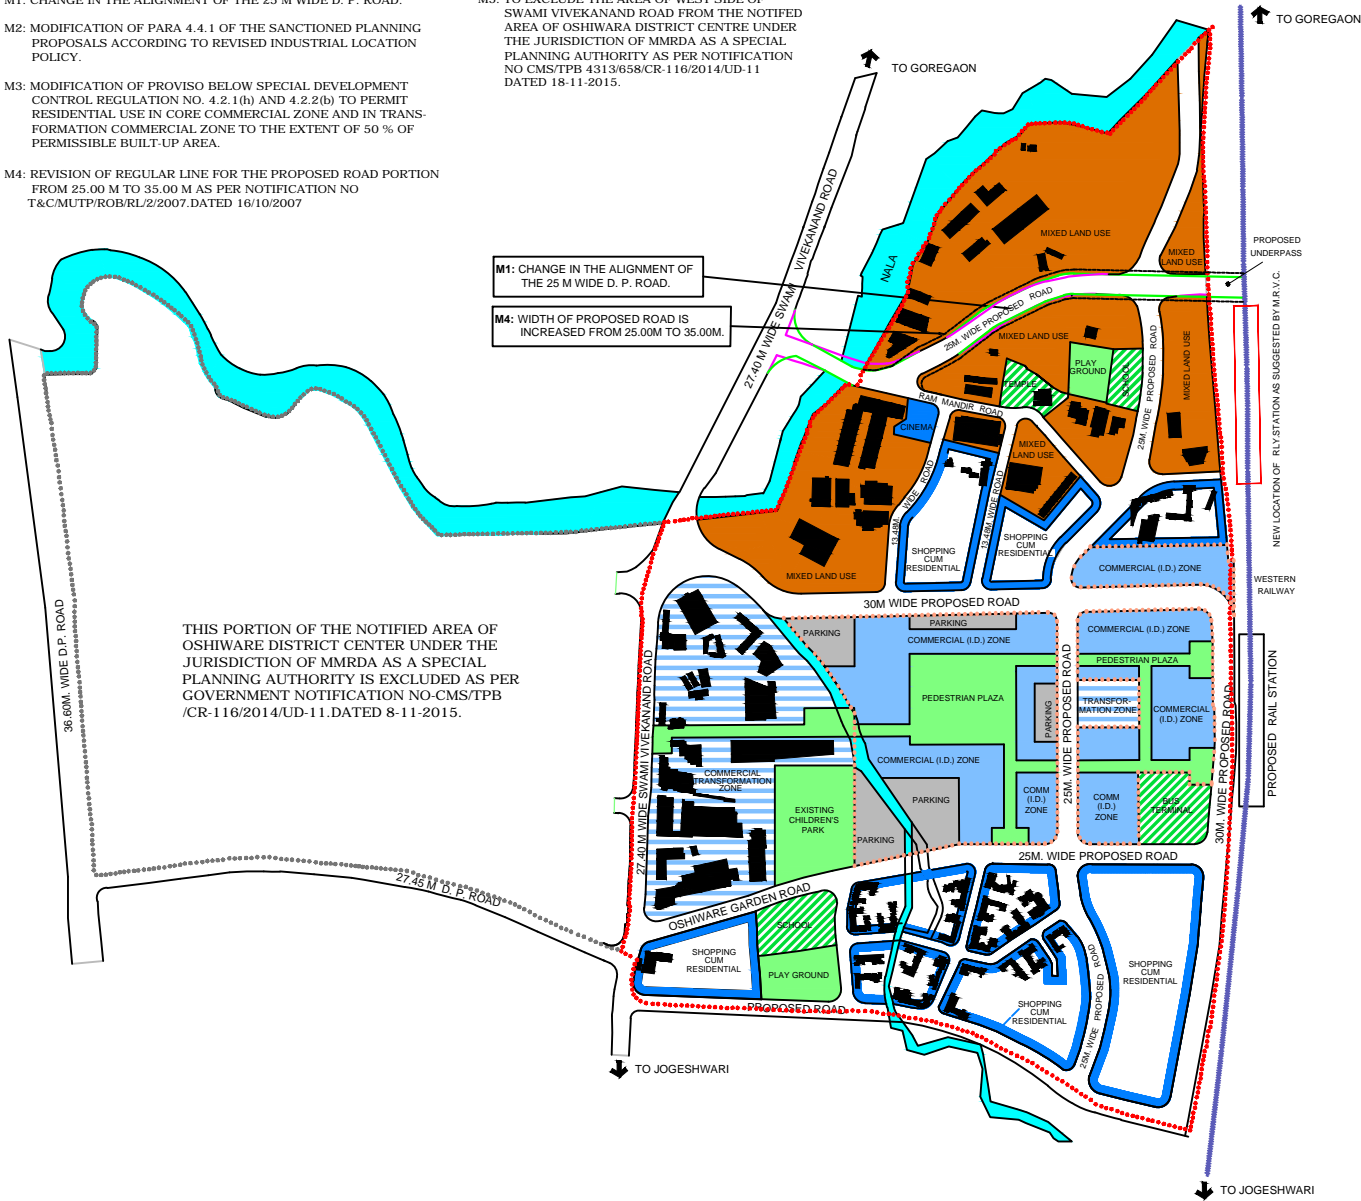 M1: CHANGE IN THE ALIGNMENT OF THE 25 M WIDE D. P. ROAD.
M2: MODIFICATION OF PARA 4.4.1 OF THE SANCTIONED PLANNING
PROPOSALS ACCORDING TO REVISED INDUSTRIAL LOCATION
POLICY.
M3: MODIFICATION OF PROVISO BELOW SPECIAL DEVELOPMENT
CONTROL REGULATION NO. 4.2.1(h) AND 4.2.2(b) TO PERMIT
RESIDENTIAL USE IN CORE COMMERCIAL ZONE AND IN TRANS-
FORMATION COMMERCIAL ZONE TO THE EXTENT OF 50 % OF
PERMISSIBLE BUILT-UP AREA.
M4: REVISION OF REGULAR LINE FOR THE PROPOSED ROAD PORTION
FROM 25.00 M TO 35.00 M AS PER NOTIFICATION NO
T&C/MUTP/ROB/RL/2/2007.DATED 16/10/2007
M5: TO EXCLUDE THE AREA OF WEST SIDE OF
SWAMI VIVEKANAND ROAD FROM THE NOTIFED
AREA OF OSHIWARA DISTRICT CENTRE UNDER
THE JURISDICTION OF MMRDA AS A SPECIAL
PLANNING AUTHORITY AS PER NOTIFICATION
NO CMS/TPB 4313/658/CR-116/2014/UD-11
DATED 18-11-2015.
TO GOREGAON
TO GOREGAON
27.40 M WIDE SWAMI VIVEKANAND ROAD
NALA
M1: CHANGE IN THE ALIGNMENT OF
THE 25 M WIDE D. P. ROAD.
M4: WIDTH OF PROPOSED ROAD IS
INCREASED FROM 25.00M TO 35.00M.
MIXED LAND USE
MIXED
LAND USE
PROPOSED
UNDERPASS
25M. WIDE PROPOSED ROAD
MIXED LAND USE
PLAY
GROUND
SCHOOL
TEMPLE
25M. WIDE PROPOSED ROAD
MIXED LAND USE
NEW LOCATION OF RLY.STATION AS SUGGESTED BY M.R.V.C.
RAM MANDIR ROAD
CINEMA
MIXED
LAND USE
13.48M. WIDE ROAD
13.48M. WIDE ROAD
SHOPPING
CUM
RESIDENTIAL
SHOPPING
CUM
RESIDENTIAL
MIXED LAND USE
COMMERCIAL (I.D.) ZONE
WESTERN
RAILWAY
30M WIDE PROPOSED ROAD
36.60M. WIDE D.P. ROAD
THIS PORTION OF THE NOTIFIED AREA OF
OSHIWARE DISTRICT CENTER UNDER THE
JURISDICTION OF MMRDA AS A SPECIAL
PLANNING AUTHORITY IS EXCLUDED AS PER
GOVERNMENT NOTIFICATION NO-CMS/TPB
/CR-116/2014/UD-11.DATED 8-11-2015.
27.40 M WIDE SWAMI VIVEKANAND ROAD
PARKING
PARKING
COMMERCIAL (I.D.) ZONE
COMMERCIAL (I.D.) ZONE
PEDESTRIAN PLAZA
PEDESTRIAN PLAZA
PARKING
25M. WIDE PROPOSED ROAD
TRANSFOR-
MATION ZONE
COMMERCIAL
(I.D.) ZONE
30M. WIDE PROPOSED ROAD
PROPOSED RAIL STATION
COMMERCIAL (I.D.) ZONE
COMMERCIAL
TRANSFORMATION
ZONE
EXISTING
CHILDREN'S
PARK
PARKING
PARKING
COMM
(I.D.)
ZONE
COMM
(I.D.)
ZONE
BUS
TERMINAL
25M. WIDE PROPOSED ROAD
27.45 M D. P. ROAD
OSHIWARE GARDEN ROAD
SCHOOL
SHOPPING
CUM
RESIDENTIAL
PLAY GROUND
PROPOSED ROAD
SHOPPING
CUM
RESIDENTIAL
25M. WIDE PROPOSED ROAD
SHOPPING
CUM
RESIDENTIAL
TO JOGESHWARI
TO JOGESHWARI